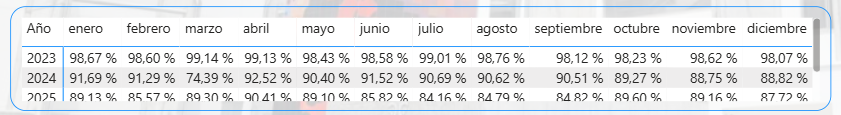 Año enero febrero marzo abril mayo junio julio agosto septiembre octubre noviembre diciembre
2023 98,67 % 98,60 % 99,14 % 99,13 % 98,43 % 98,58 % 99,01 % 98,76 % 98,12 % 98,23 % 98,62 % 98,07 %
2024 91,69 % 91,29 % 74,39 % 92,52 % 90,40 % 91,52 % 90,69 % 90,62 % 90,51 % 89,27 % 88,75 % 88,82 %
2025 89,13 % 85,57 % 89,30 % 90,41 % 89,10 % 85,82 % 84,16 % 84,79 % 84,82 % 89,60 % 89,16 % 87,72 %